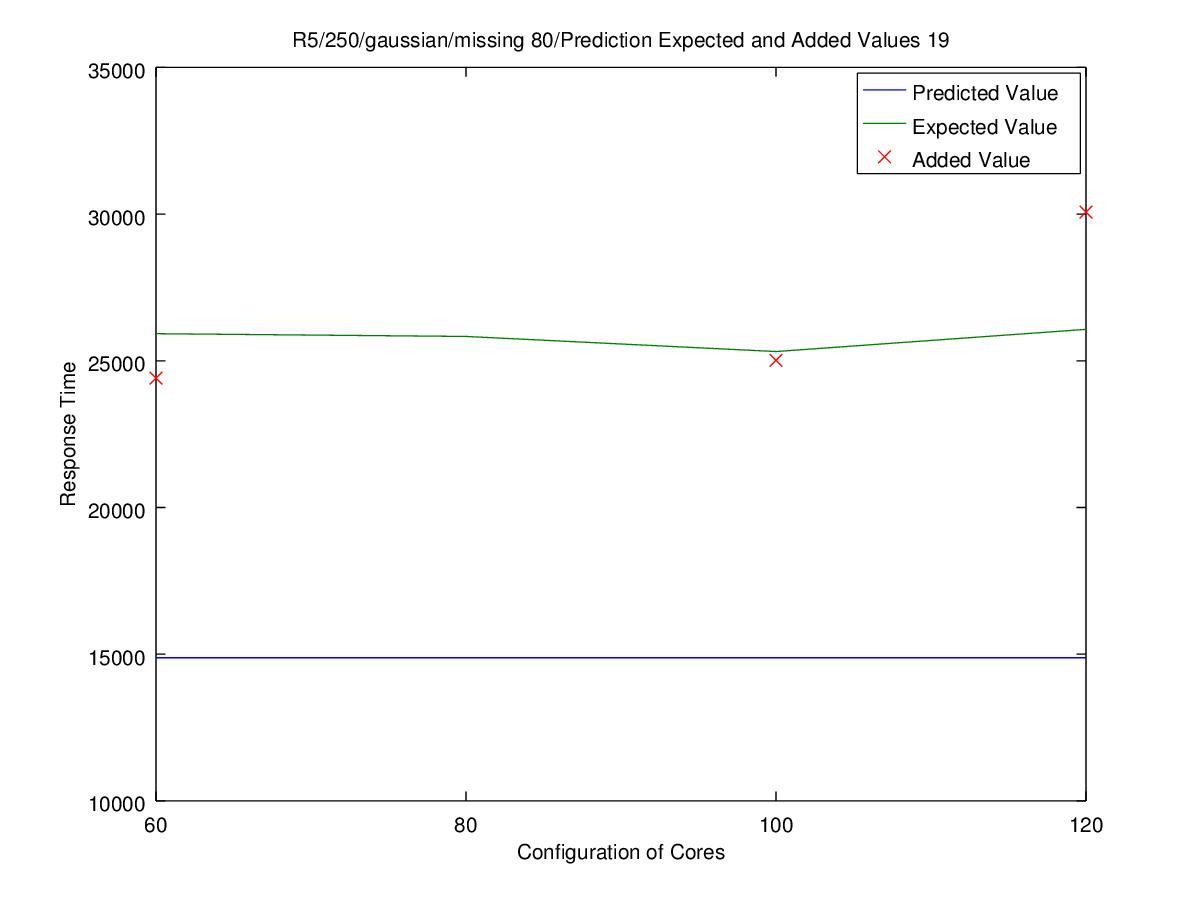 R5/250/gaussian/missing 80/Prediction Expected and Added Values 19
35000
30000
25000
20000
15000
10000
Response Time
Predicted Value
Expected Value
Added Value
60
80
100
120
Configuration of Cores